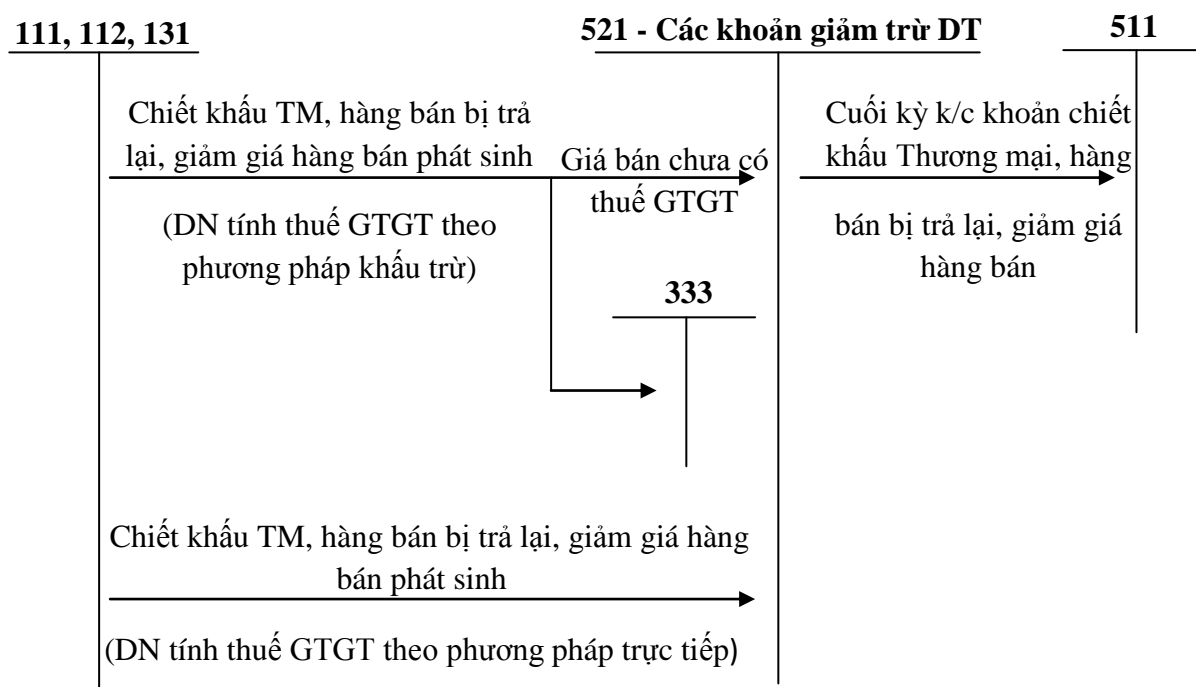 111, 112, 131
521 - Các khoản giảm trừ DT
511
Chiết khấu TM, hàng bán bị trả
lại, giảm giá hàng bán phát sinh
(DN tính thuế GTGT theo
phương pháp khấu trừ)
Giá bán chưa có
thuế GTGT
333
Cuối kỳ k/c khoản chiết
khấu Thương mại, hàng
bán bị trả lại, giảm giá
hàng bán
Chiết khấu TM, hàng bán bị trả lại, giảm giá hàng
bán phát sinh
(DN tính thuế GTGT theo phương pháp trực tiếp)